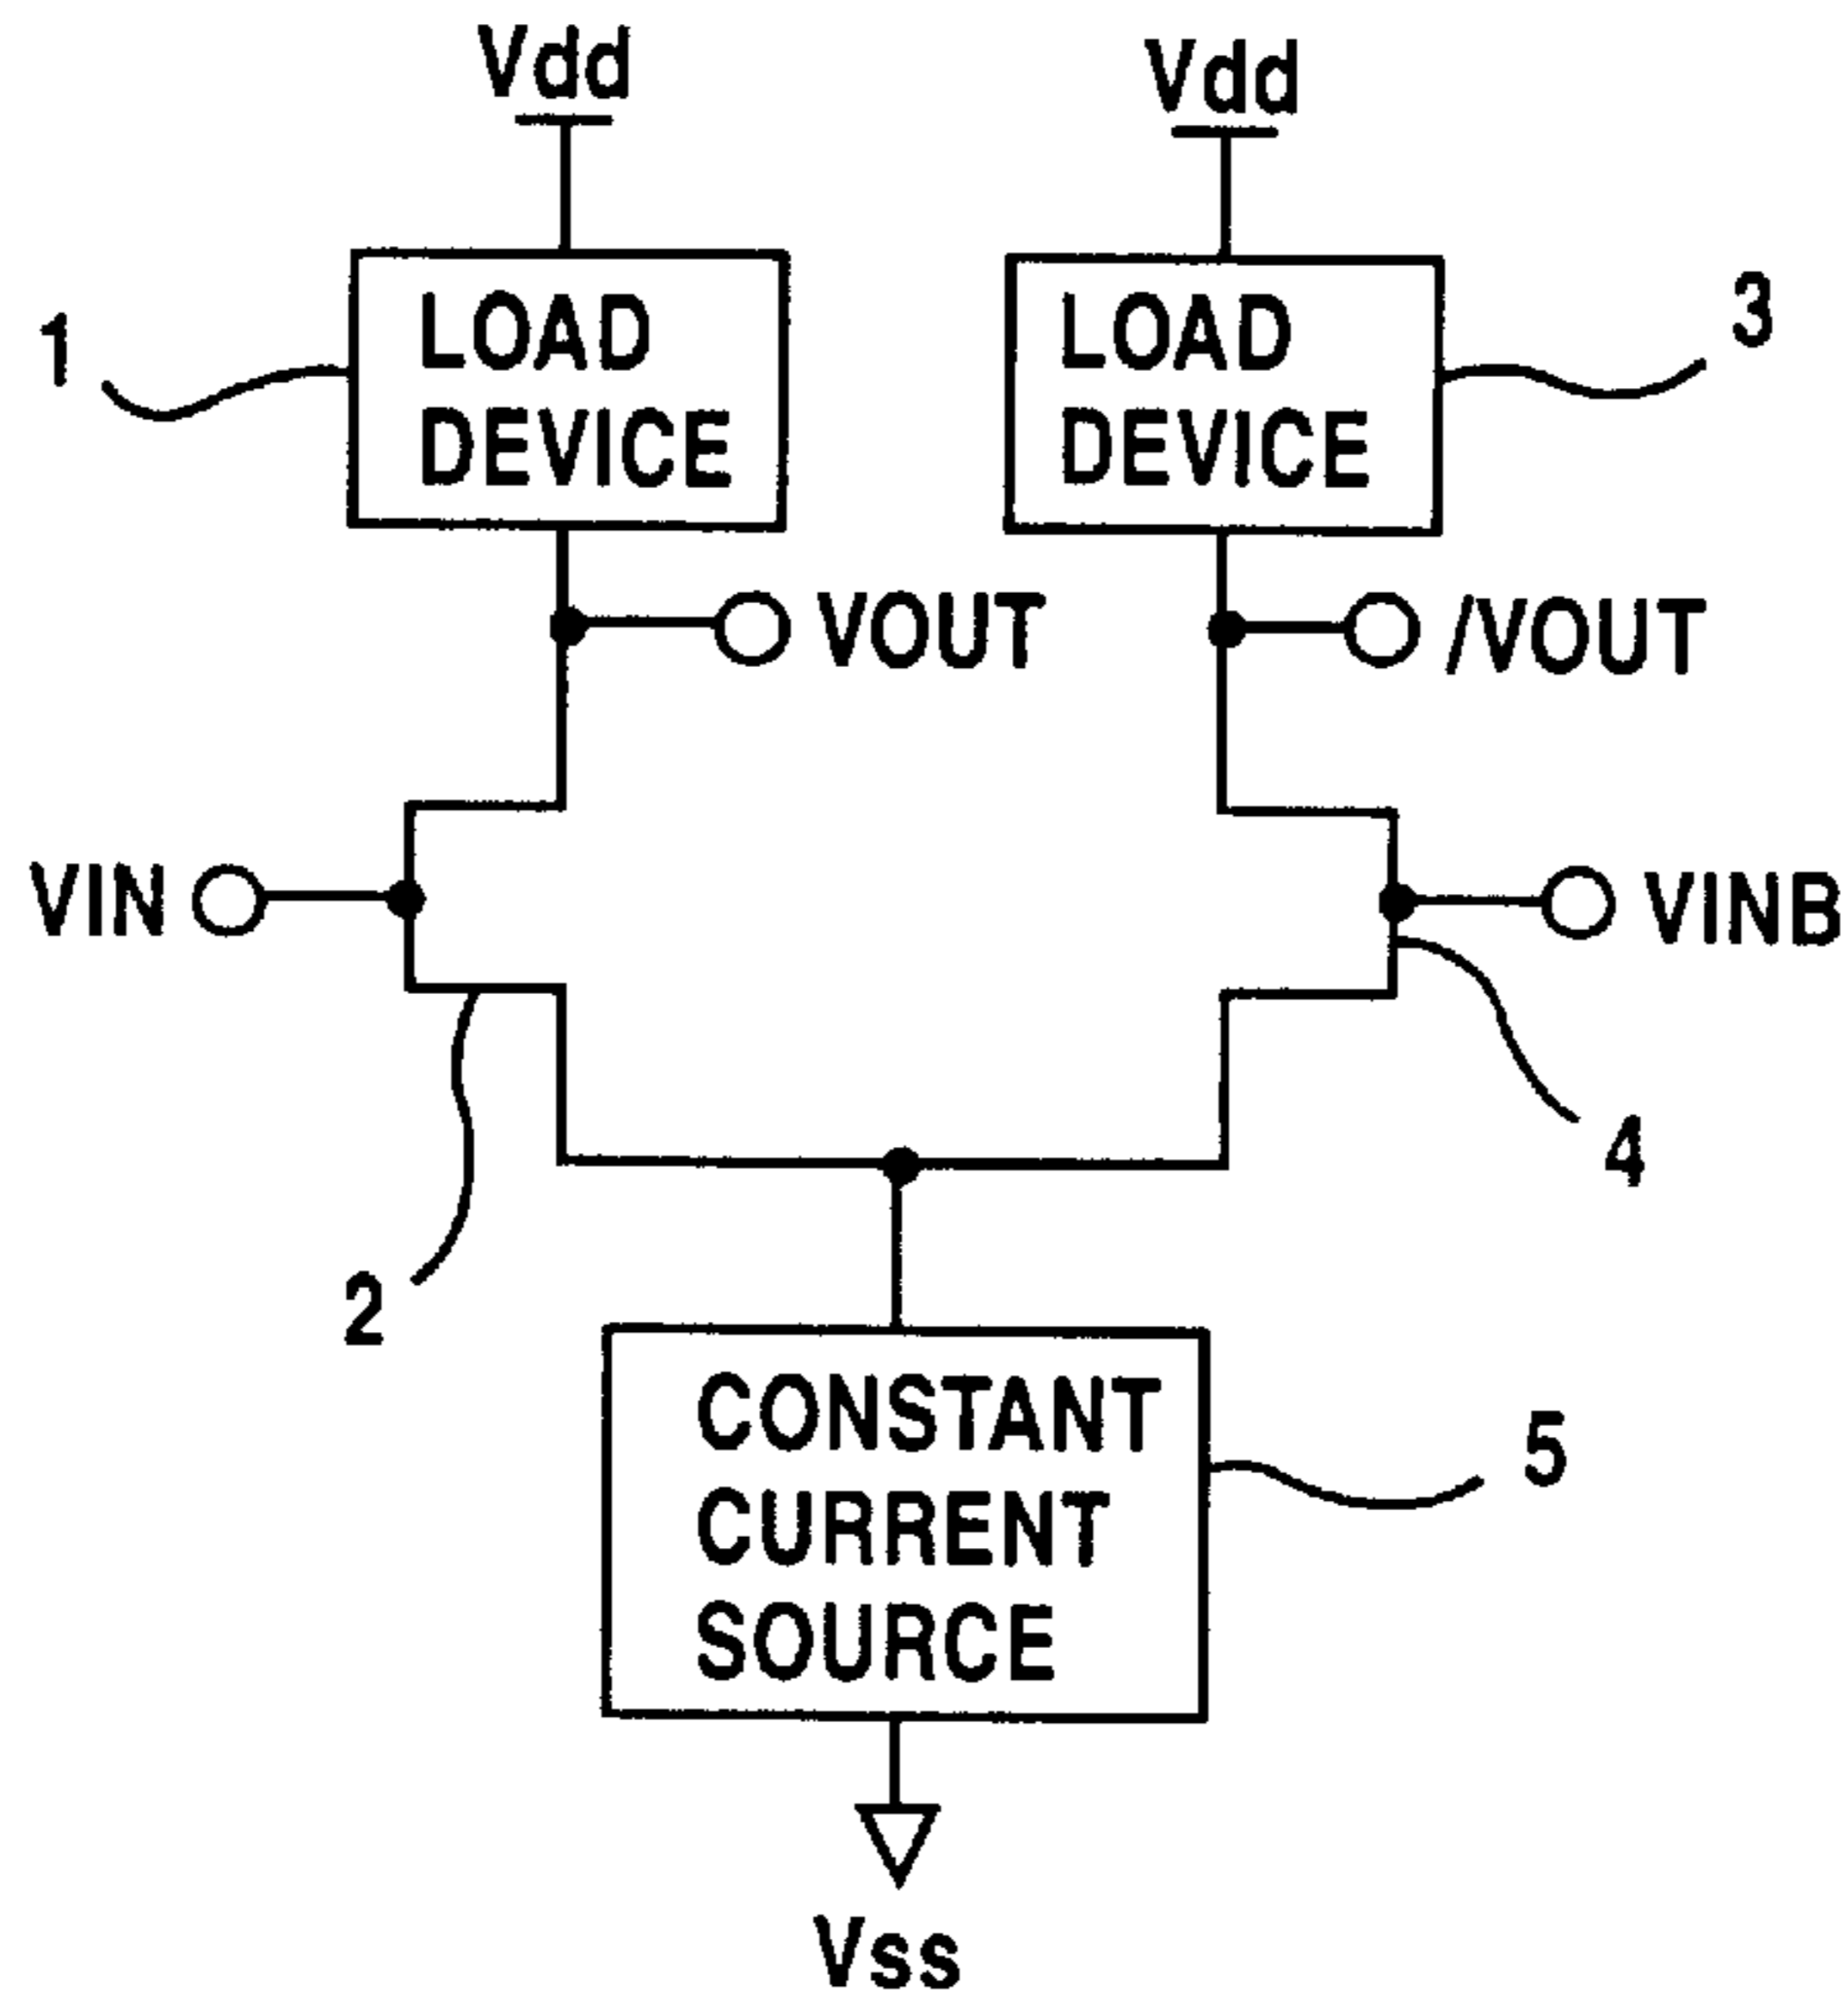 Vdd
Vdd
1
LOAD
DEVICE
LOAD
DEVICE
3
VOUT
/VOUT
VIN
VINB
4
2
CONSTANT
CURRENT
SOURCE
5
Vss